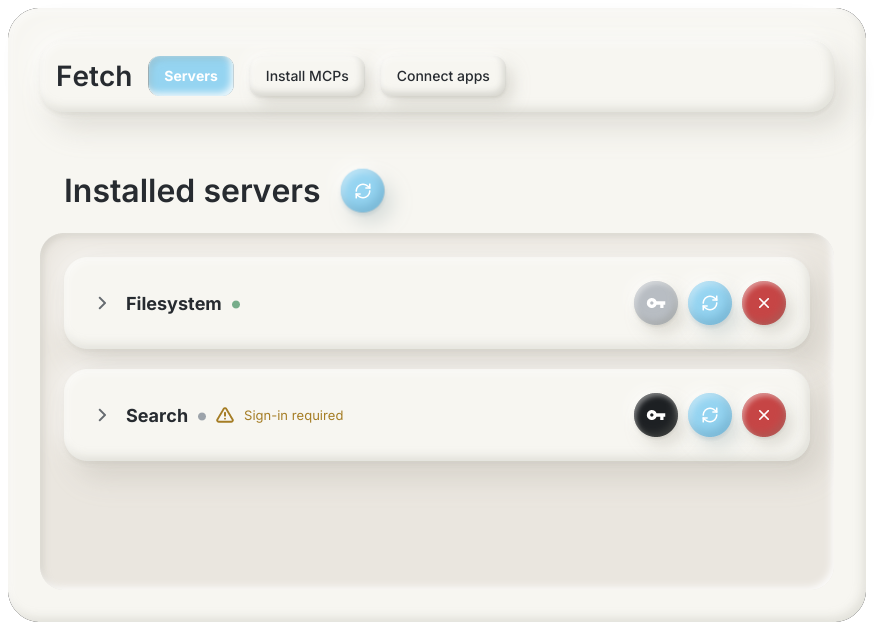 Fetch
Servers
Install MCPs
Connect apps
Installed servers
Filesystem
Search
Sign-in required